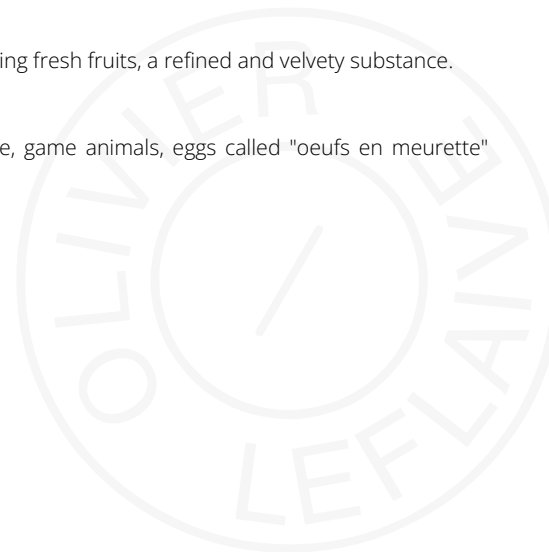 ing fresh fruits, a refined and velvety substance.
e, game animals, eggs called "oeufs en meurette"
OLIVIER LEFLAIVE